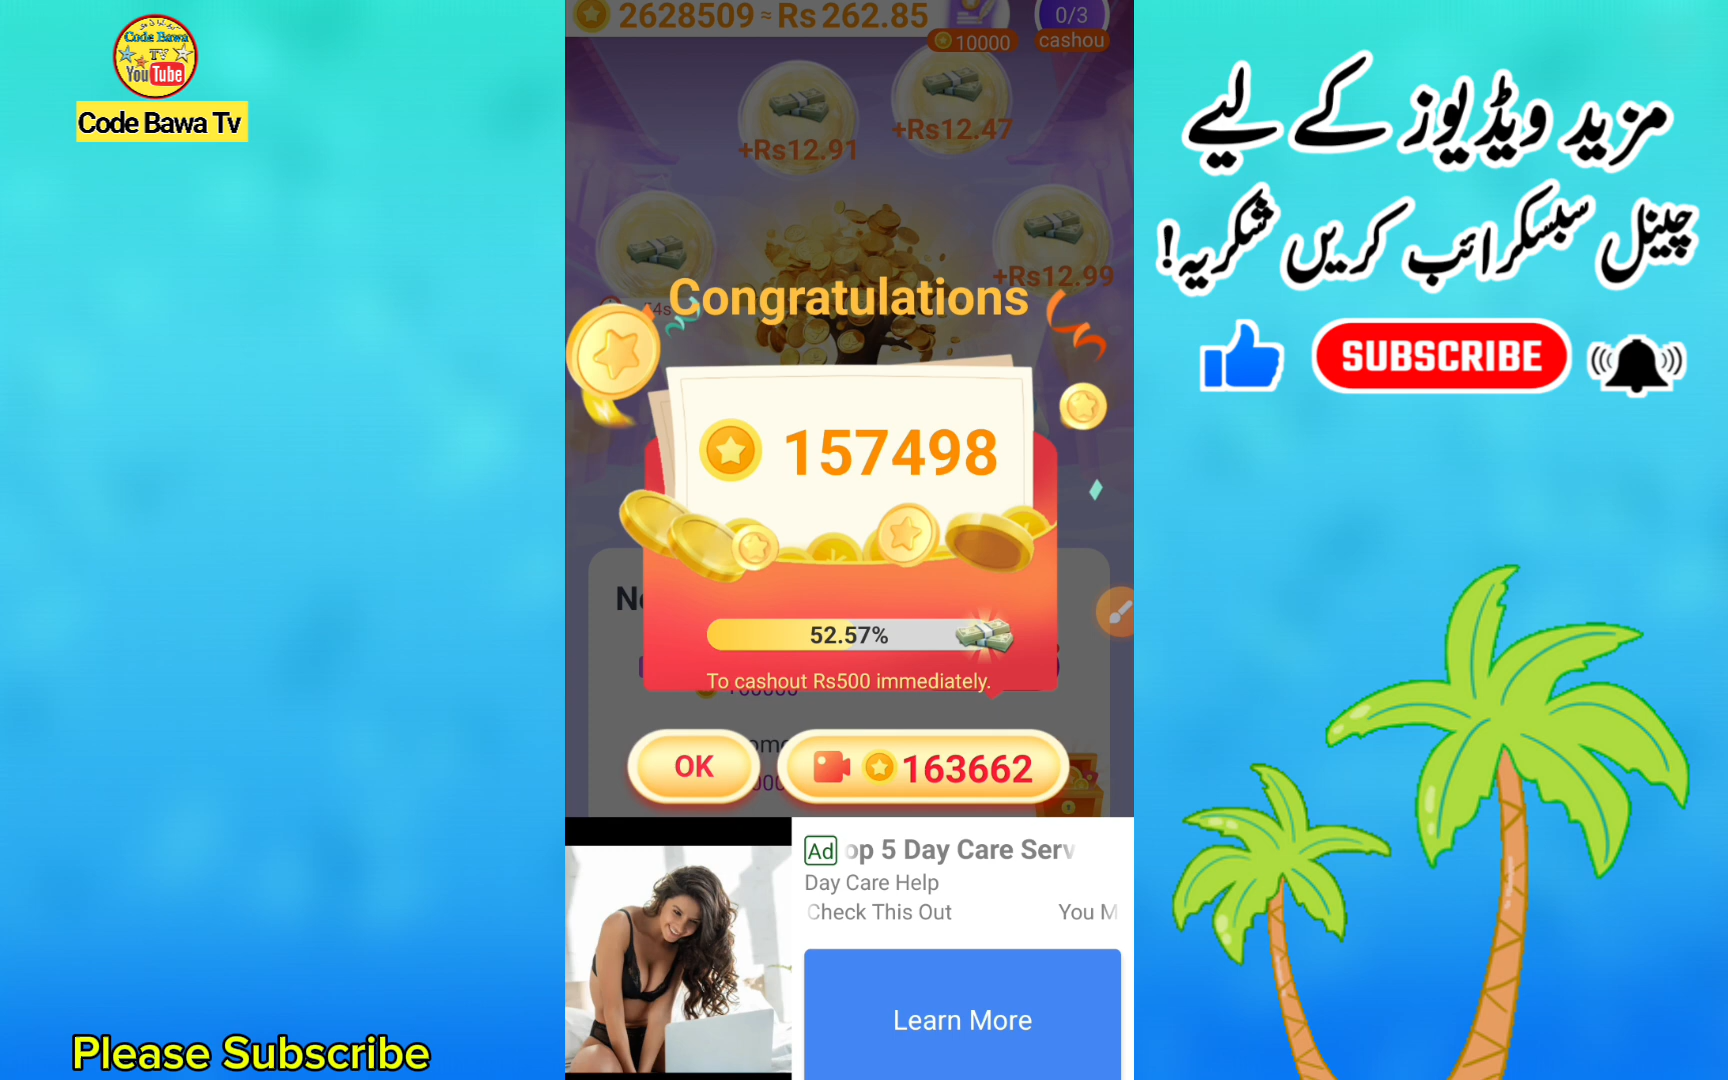 Code Bawa
TV
YouTube
Code Bawa Tv
2628509 ≈ Rs 262.85
10000
0/3
cashou
+Rs12.91
+Rs12.47
+Rs12.99
Congratulations
157498
52.57%
To cashout Rs500 immediately.
OK
163662
Ad
op 5 Day Care Serv
Day Care Help
Check This Out
You M
Learn More
مزید ویڈیوز کے لیے
چینل سبسکرائب کریں شکریہ!
SUBSCRIBE
Please Subscribe